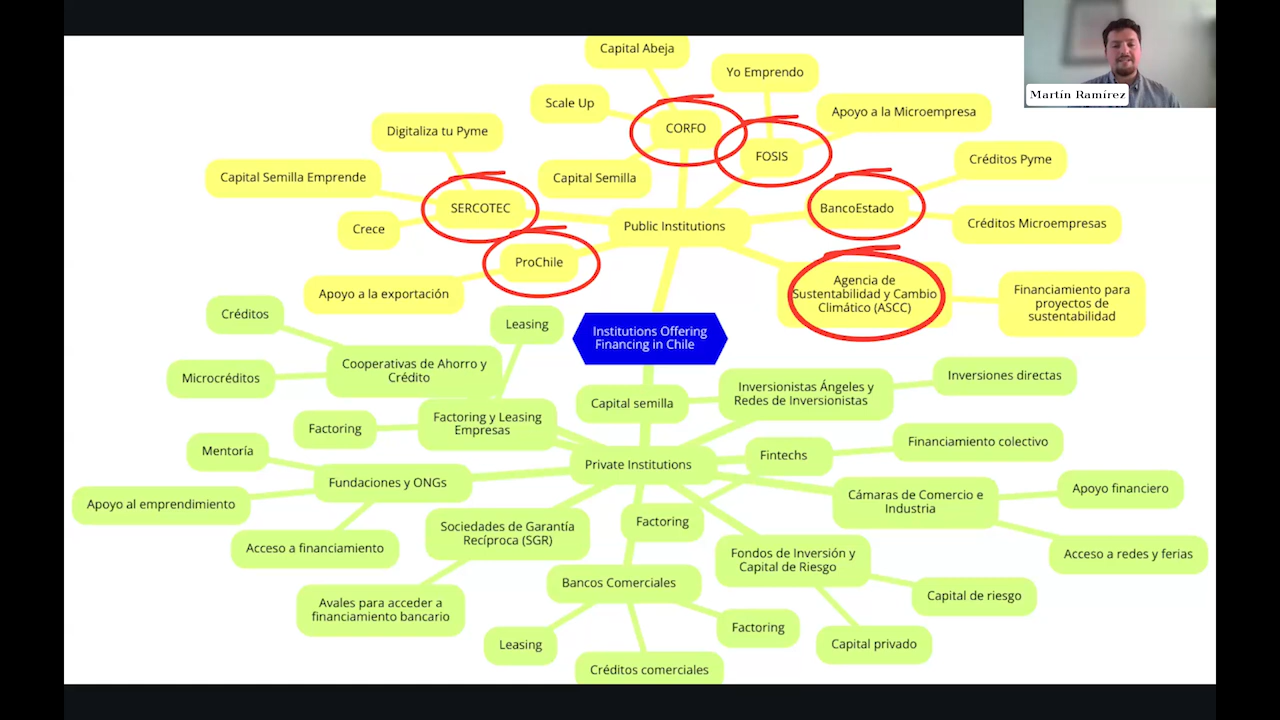 Martín Ramírez
Capital Abeja
Yo Emprendo
Scale Up
Apoyo a la Microempresa
CORFO
Digitaliza tu Pyme
FOSIS
Créditos Pyme
Capital Semilla Emprende
Capital Semilla
SERCOTEC
BancoEstado
Crece
Public Institutions
Créditos Microempresas
ProChile
Apoyo a la exportación
Agencia de
Sustentabilidad y Cambio
Climático (ASCC)
Financiamiento para
proyectos de
sustentabilidad
Créditos
Leasing
Institutions Offering
Financing in Chile
Cooperativas de Ahorro y
Crédito
Microcréditos
Inversionistas Ángeles y
Redes de Inversionistas
Inversiones directas
Capital semilla
Factoring
Factoring y Leasing
Empresas
Mentoría
Private Institutions
Fintechs
Financiamiento colectivo
Fundaciones y ONGs
Apoyo al emprendimiento
Cámaras de Comercio e
Industria
Apoyo financiero
Acceso a financiamiento
Sociedades de Garantía
Recíproca (SGR)
Factoring
Fondos de Inversión y
Capital de Riesgo
Acceso a redes y ferias
Avales para acceder a
financiamiento bancario
Bancos Comerciales
Capital de riesgo
Leasing
Factoring
Capital privado
Créditos comerciales